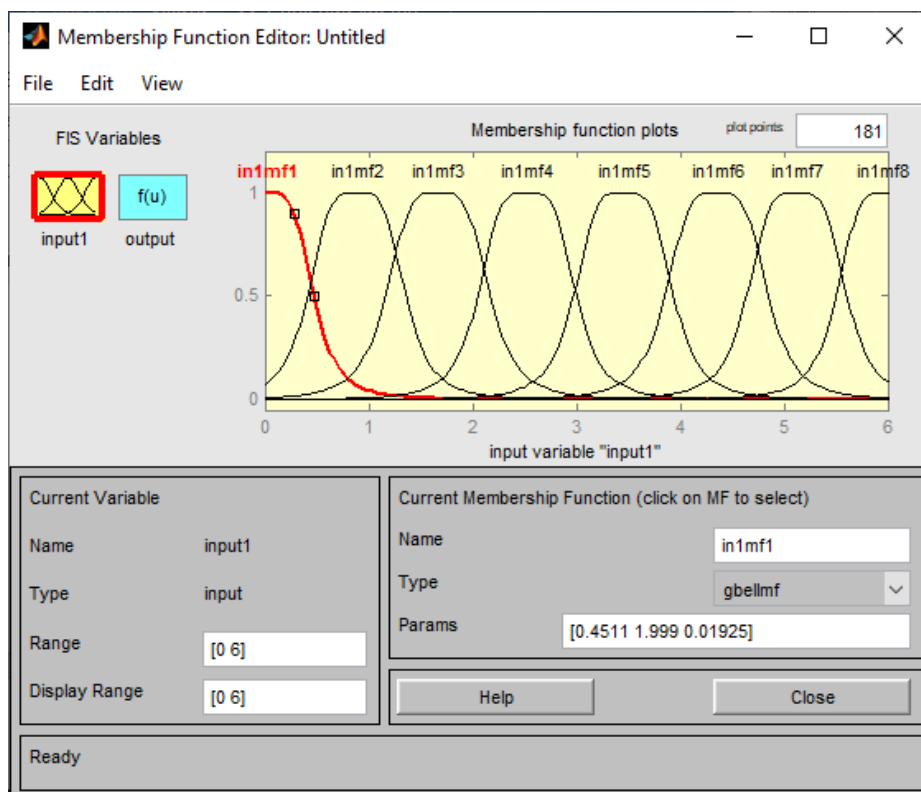 Membership Function Editor: Untitled
File Edit View
FIS Variables
f(u)
input1 output
Membership function plots plot points: 181
in1mf1 in1mf2 in1mf3 in1mf4 in1mf5 in1mf6 in1mf7 in1mf8
1
0.5
0
0 1 2 3 4 5 6
input variable "input1"
Current Variable
Name input1
Type input
Range [0 6]
Display Range [0 6]
Current Membership Function (click on MF to select)
Name in1mf1
Type gbellmf
Params [0.4511 1.999 0.01925]
Help Close
Ready